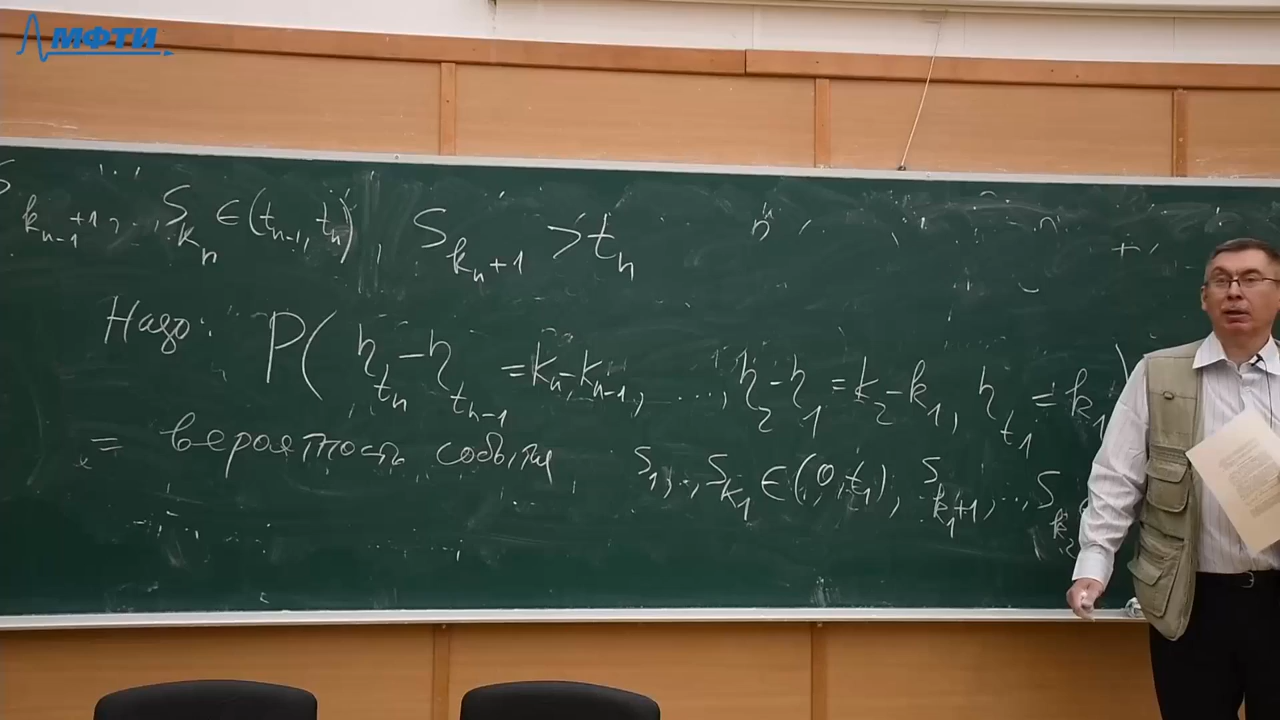 МФТИ
S_{k_{n-1}+1}, ..., S_{k_n} ∈ (t_{n-1}, t_n), S_{k_n+1} > t_n
Надо: P( η_{t_n} - η_{t_{n-1}} = k_n - k_{n-1}, ..., η_2 - η_1 = k_2 - k_1, η_{t_1} = k_1)
= вероятность события S_1, .., S_{k_1} ∈ (0, t_1), S_{k_1+1}, .., S_{k_2}